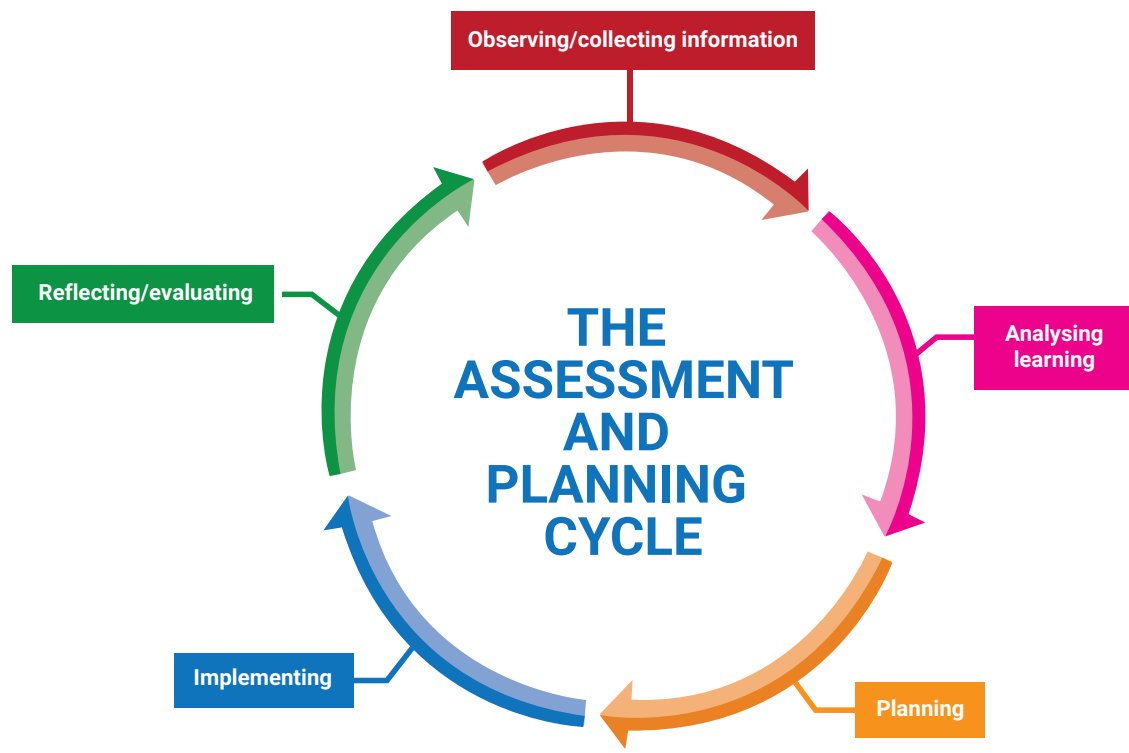 Observing/collecting information
Reflecting/evaluating
THE
ASSESSMENT
AND
PLANNING
CYCLE
Analysing
learning
Implementing
Planning